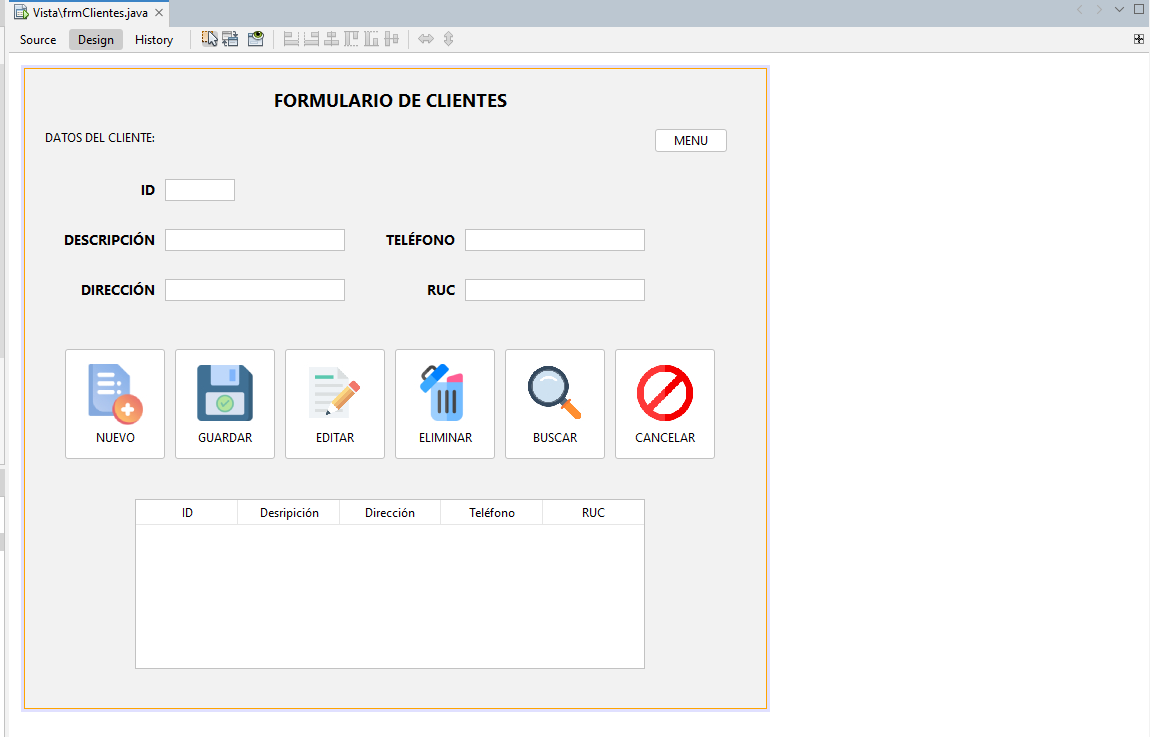 Vista\frmClientes.java
Source Design History
FORMULARIO DE CLIENTES
DATOS DEL CLIENTE:
MENU
ID
DESCRIPCIÓN TELÉFONO
DIRECCIÓN RUC
NUEVO GUARDAR EDITAR ELIMINAR BUSCAR CANCELAR
ID Desripición Dirección Teléfono RUC